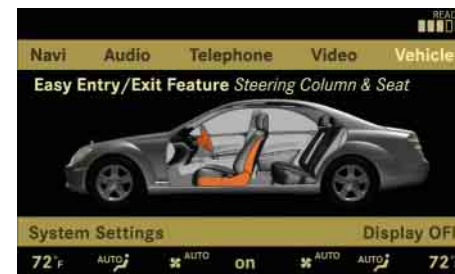 READ
Navi Audio Telephone Video Vehicle
Easy Entry/Exit Feature Steering Column & Seat
System Settings Display OFF
72°F AUTO AUTO on AUTO AUTO 72°